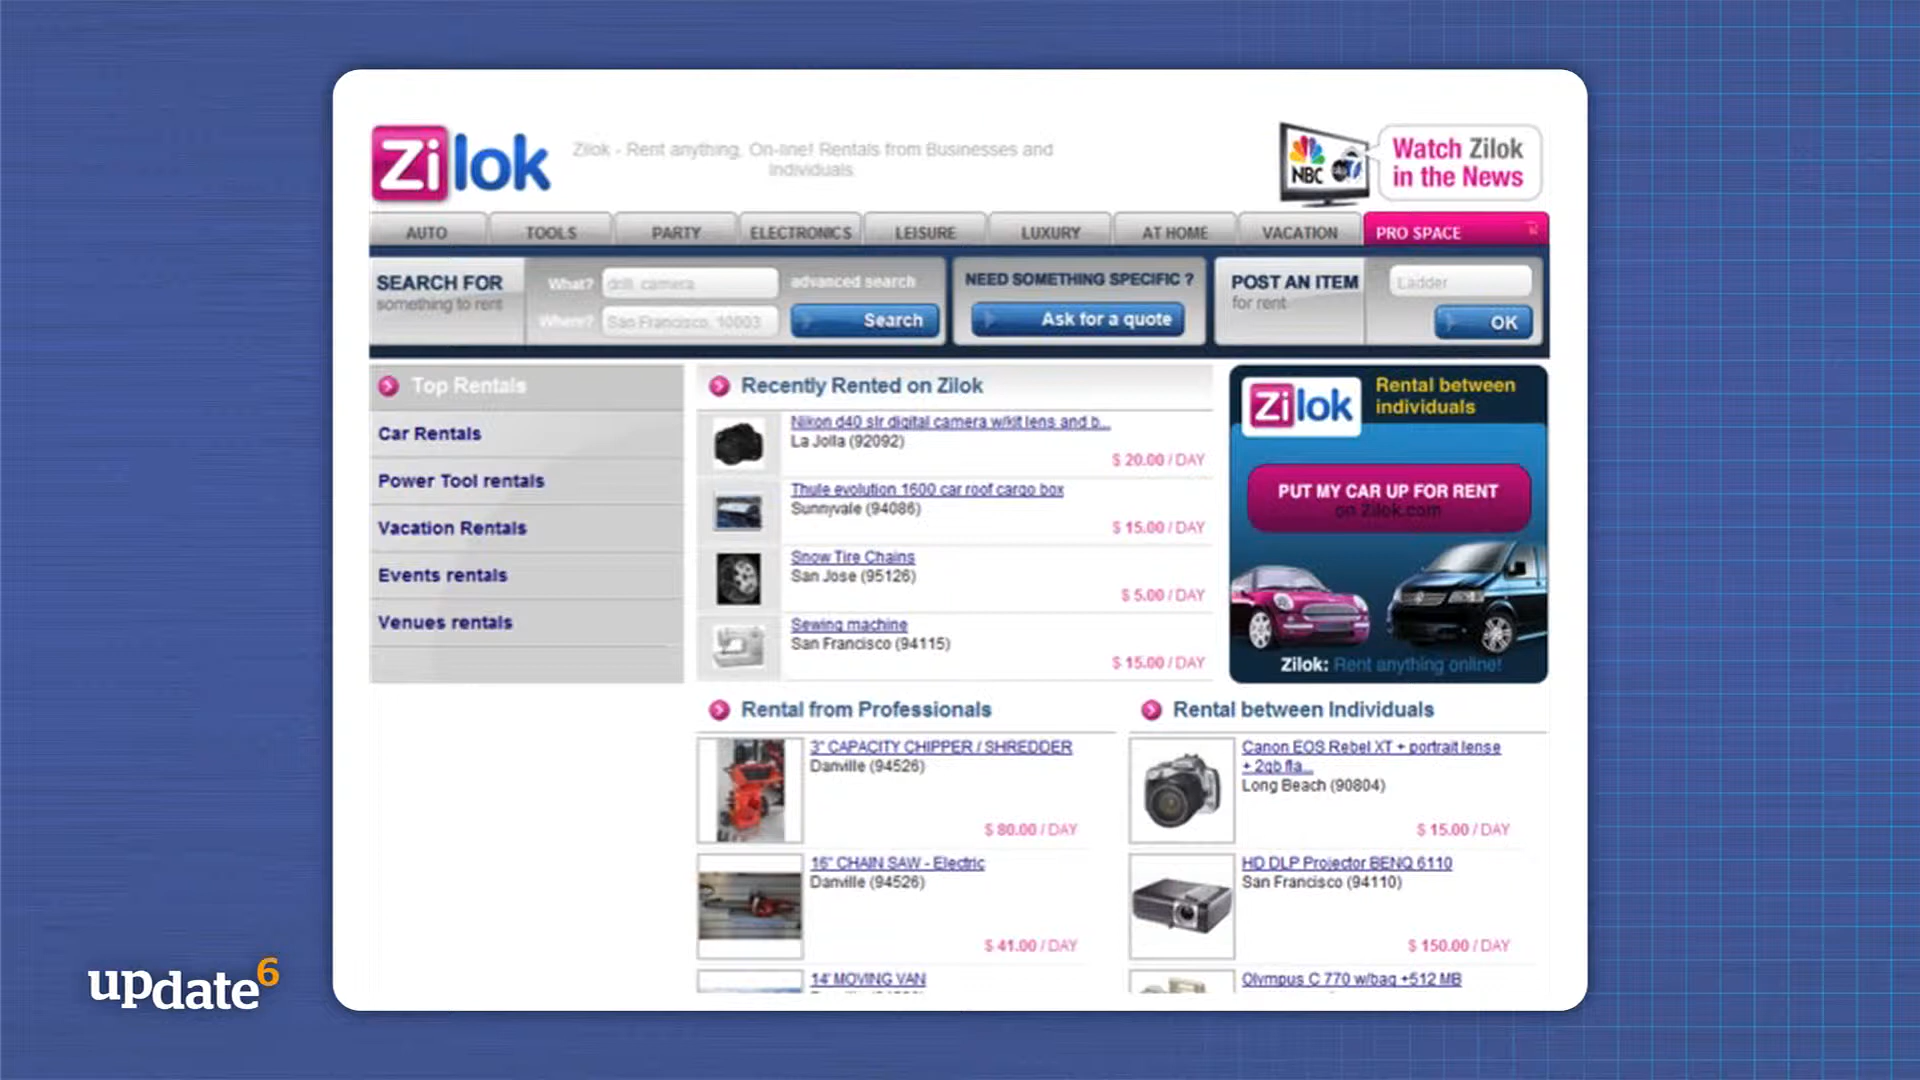 Zilok
Zilok - Rent anything, On-line! Rentals from Businesses and
Individuals.
NBC
7
Watch Zilok
in the News
AUTO
TOOLS
PARTY
ELECTRONICS
LEISURE
LUXURY
AT HOME
VACATION
PRO SPACE
SEARCH FOR
something to rent
What?
drill, camera
advanced search
Where?
San Francisco, 10003
Search
NEED SOMETHING SPECIFIC ?
Ask for a quote
POST AN ITEM
for rent
Ladder
OK
Top Rentals
Car Rentals
Power Tool rentals
Vacation Rentals
Events rentals
Venues rentals
Recently Rented on Zilok
Nikon d40 slr digital camera w/kit lens and b...
La Jolla (92092)
$ 20.00 / DAY
Thule evolution 1600 car roof cargo box
Sunnyvale (94086)
$ 15.00 / DAY
Snow Tire Chains
San Jose (95126)
$ 5.00 / DAY
Sewing machine
San Francisco (94115)
$ 15.00 / DAY
Zilok
Rental between
individuals
PUT MY CAR UP FOR RENT
on Zilok.com
Zilok: Rent anything online!
Rental from Professionals
3" CAPACITY CHIPPER / SHREDDER
Danville (94526)
$ 80.00 / DAY
16" CHAIN SAW - Electric
Danville (94526)
$ 41.00 / DAY
14' MOVING VAN
Rental between Individuals
Canon EOS Rebel XT + portrait lense
+ 2gb fla...
Long Beach (90804)
$ 15.00 / DAY
HD DLP Projector BENQ 6110
San Francisco (94110)
$ 150.00 / DAY
Olympus C 770 w/bag +512 MB
update6